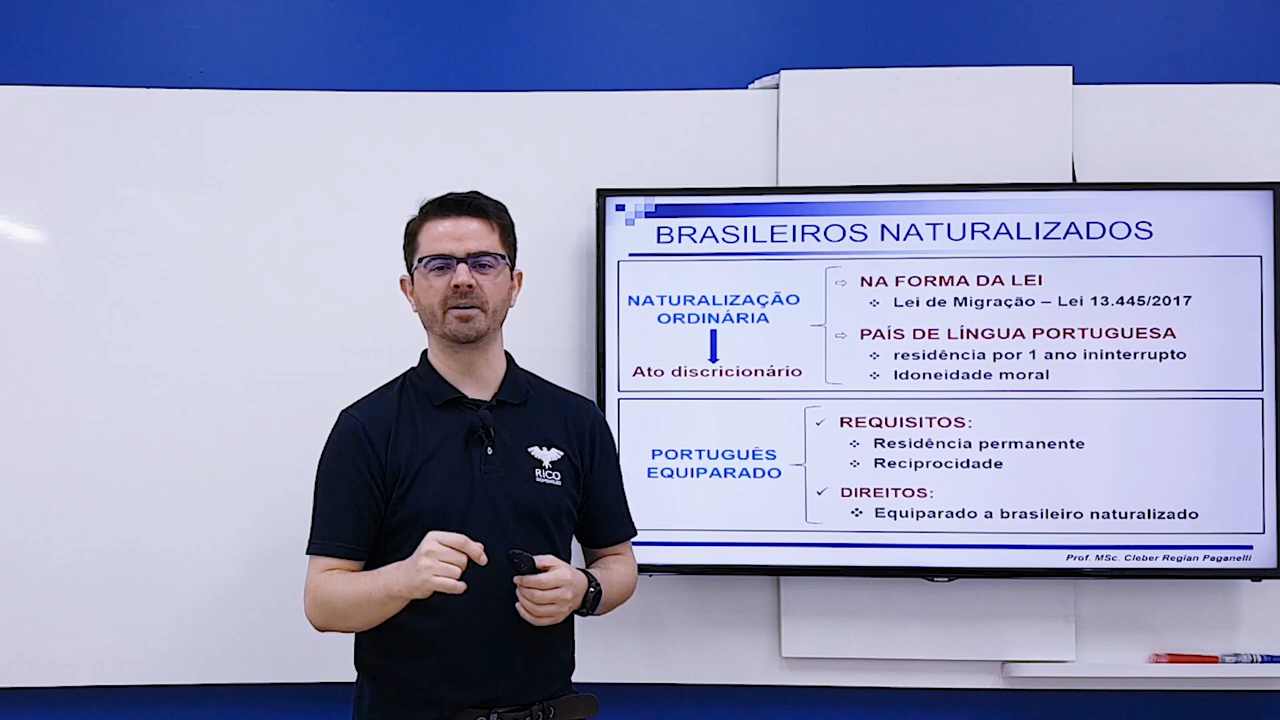 BRASILEIROS NATURALIZADOS
NATURALIZAÇÃO
ORDINÁRIA
Ato discricionário
NA FORMA DA LEI
Lei de Migração – Lei 13.445/2017
PAÍS DE LÍNGUA PORTUGUESA
residência por 1 ano ininterrupto
Idoneidade moral
PORTUGUÊS
EQUIPARADO
REQUISITOS:
Residência permanente
Reciprocidade
DIREITOS:
Equiparado a brasileiro naturalizado
Prof. MSc. Cleber Regian Paganelli
RICO